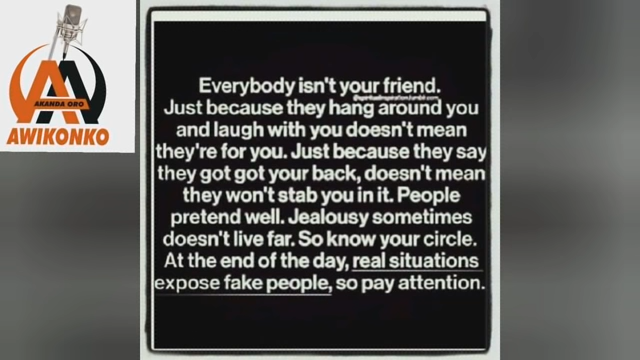 AKANDA ORO
AWIKONKO
Everybody isn't your friend.
Just because they hang around you
and laugh with you doesn't mean
they're for you. Just because they say
they got got your back, doesn't mean
they won't stab you in it. People
pretend well. Jealousy sometimes
doesn't live far. So know your circle.
At the end of the day, real situations
expose fake people, so pay attention.